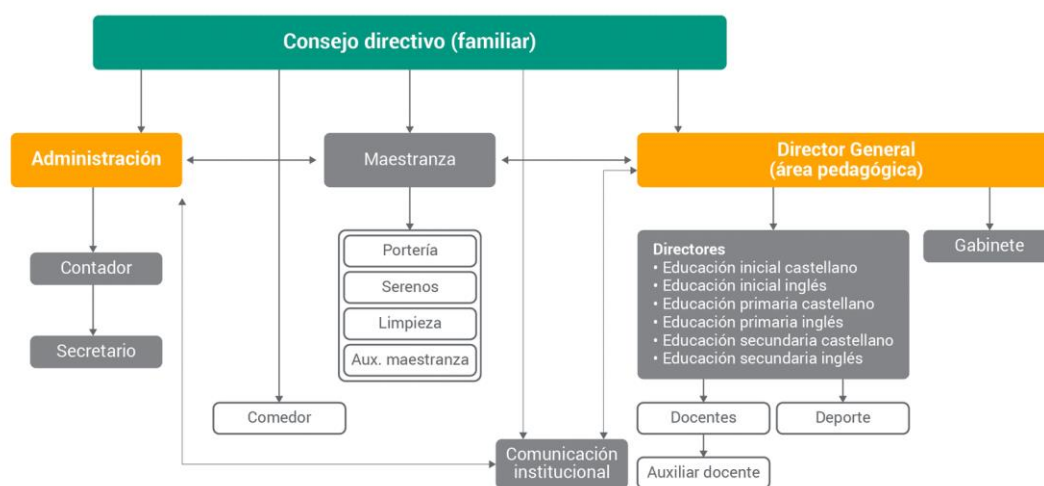 Consejo directivo (familiar)
Administración
Maestranza
Director General
(área pedagógica)
Contador
Secretario
Portería
Serenos
Limpieza
Aux. maestranza
Comedor
Directores
• Educación inicial castellano
• Educación inicial inglés
• Educación primaria castellano
• Educación primaria inglés
• Educación secundaria castellano
• Educación secundaria inglés
Gabinete
Docentes
Deporte
Comunicación
institucional
Auxiliar docente